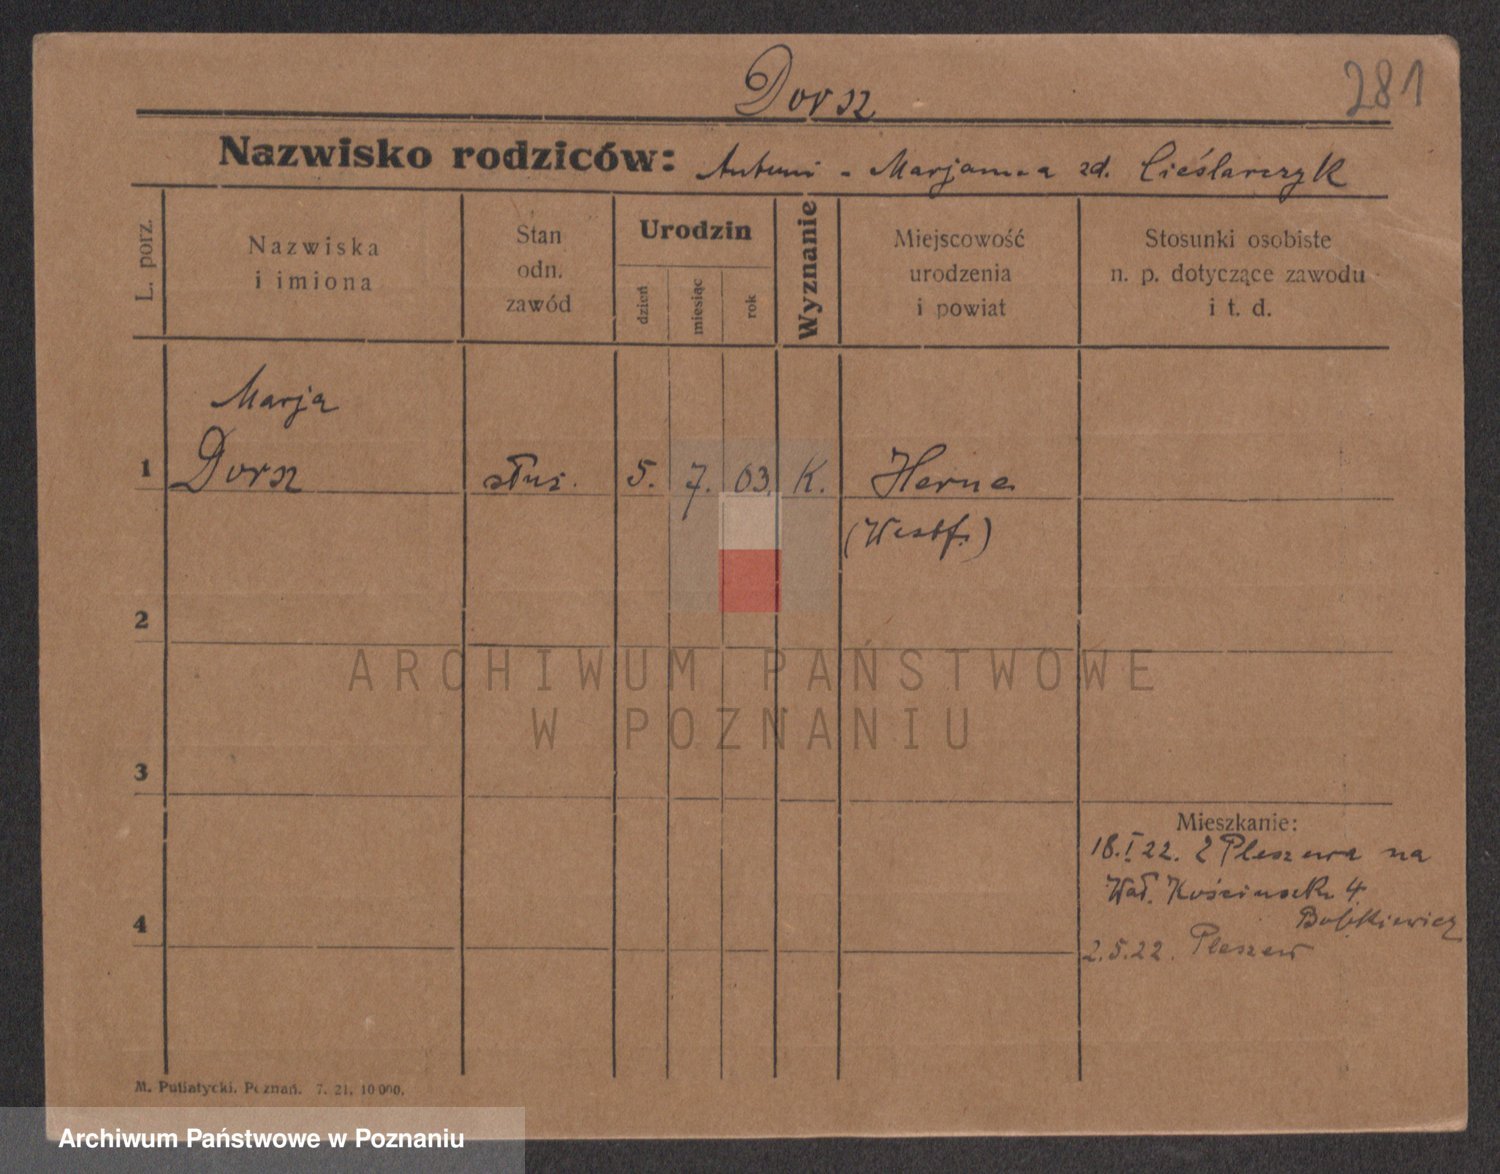 281
Dorsz
Nazwisko rodziców: Antoni - Marjanna zd. Cieślarczyk
L. porz.
Nazwiska
i imiona
Stan
odn.
zawód
Urodzin
dzień
miesiąc
rok
Wyznanie
Miejscowość
urodzenia
i powiat
Stosunki osobiste
n. p. dotyczące zawodu
i t. d.
Marja
1 Dorsz służ. 5. 7. 03. K. Herne
(Westf.)
2
ARCHIWUM PAŃSTWOWE
W POZNANIU
3
Mieszkanie:
18.I 22. z Pleszewa na
Wał. Kościuszk. 4
4
Bobkiewicz
2.5.22. Pleszew
M. Putiatycki. Poznań. 7. 21. 10 000.
Archiwum Państwowe w Poznaniu